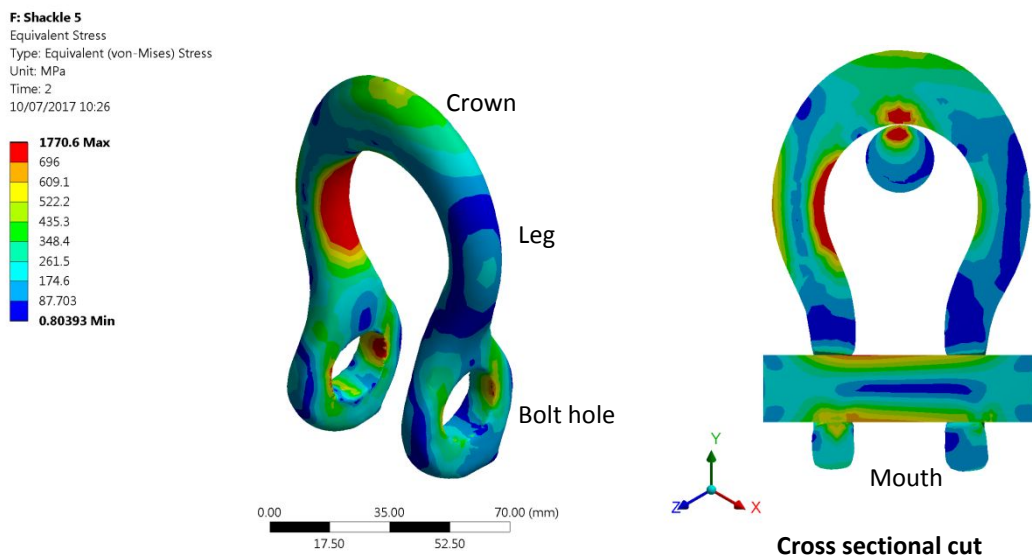 F: Shackle 5
Equivalent Stress
Type: Equivalent (von-Mises) Stress
Unit: MPa
Time: 2
10/07/2017 10:26
1770.6 Max
696
609.1
522.2
435.3
348.4
261.5
174.6
87.703
0.80393 Min
Crown
Leg
Bolt hole
0.00 35.00 70.00 (mm)
17.50 52.50
Mouth
Y
Z X
Cross sectional cut